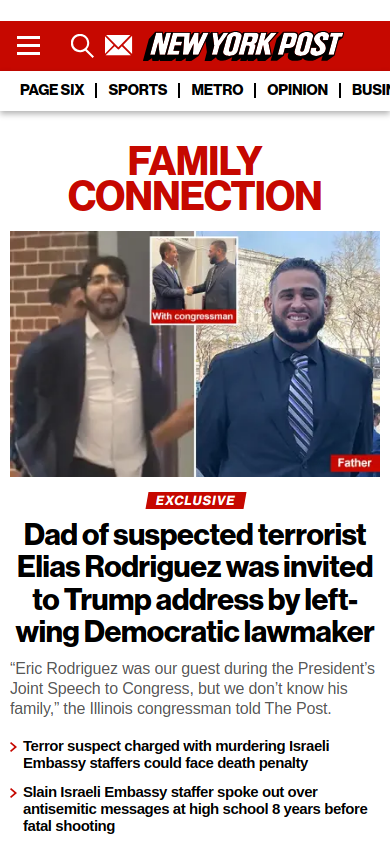 NEW YORK POST
PAGE SIX
SPORTS
METRO
OPINION
BUSIN
FAMILY
CONNECTION
With congressman
Father
EXCLUSIVE
Dad of suspected terrorist
Elias Rodriguez was invited
to Trump address by left-
wing Democratic lawmaker
“Eric Rodriguez was our guest during the President’s
Joint Speech to Congress, but we don’t know his
family,” the Illinois congressman told The Post.
Terror suspect charged with murdering Israeli
Embassy staffers could face death penalty
Slain Israeli Embassy staffer spoke out over
antisemitic messages at high school 8 years before
fatal shooting